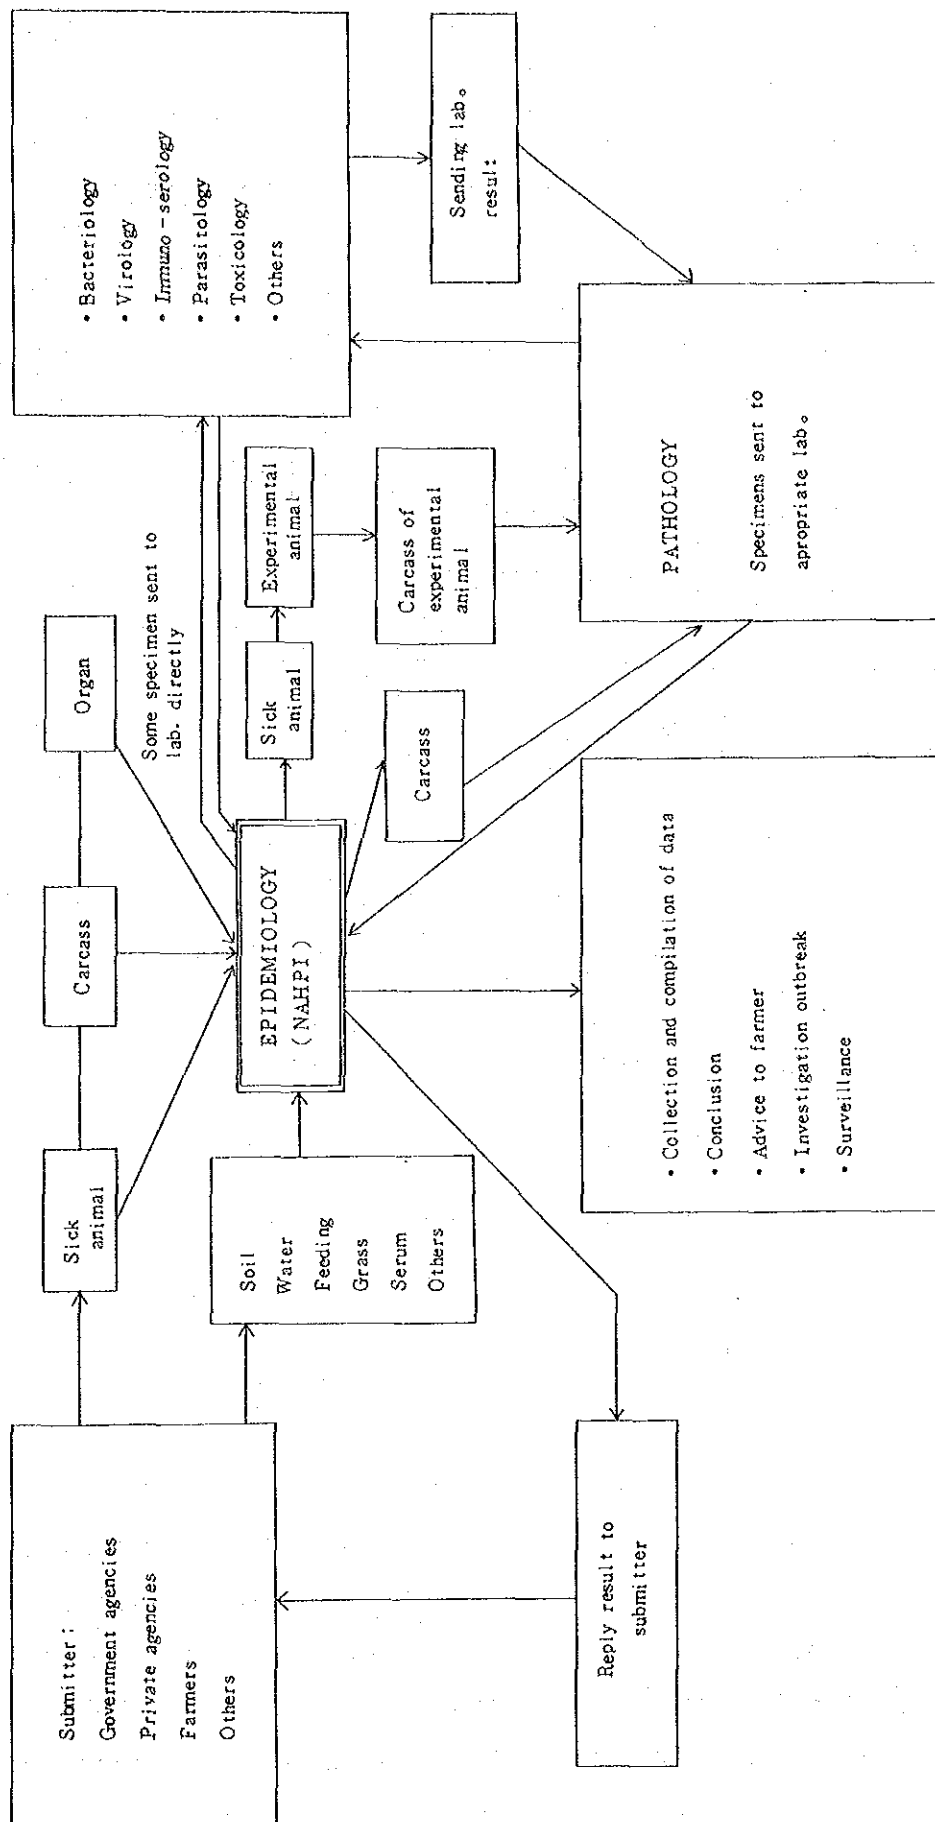 Submitter:
Government agencies
Private agencies
Farmers
Others
Sick
animal
Carcass
Organ
Soil
Water
Feeding
Grass
Serum
Others
EPIDEMIOLOGY
(NAHPI)
Some specimen sent to
lab. directly
• Bacteriology
• Virology
• Immuno-serology
• Parasitology
• Toxicology
• Others
Sick
animal
Experimental
animal
Carcass of
experimental
animal
Carcass
Sending lab.
result
PATHOLOGY
Specimens sent to
apropriate lab.
• Collection and compilation of data
• Conclusion
• Advice to farmer
• Investigation outbreak
• Surveillance
Reply result to
submitter